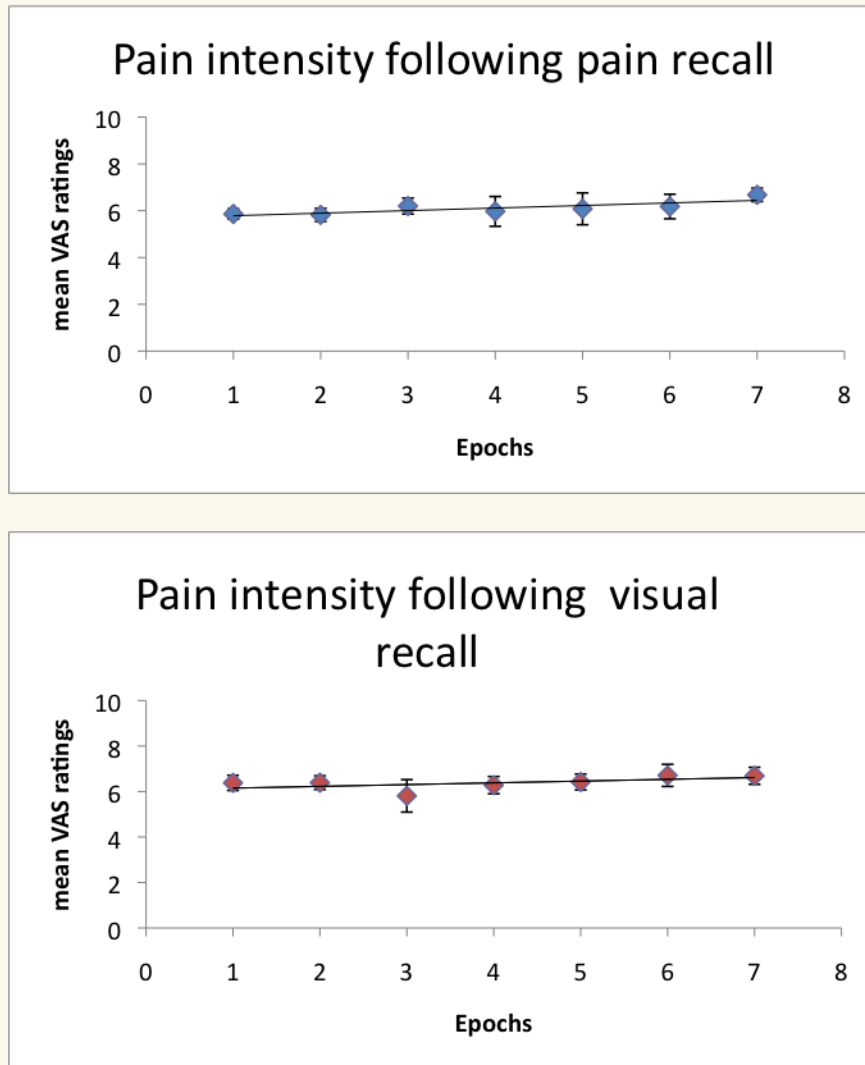 Pain intensity following pain recall
mean VAS ratings
10
8
6
4
2
0
0 1 2 3 4 5 6 7 8
Epochs
Pain intensity following visual
recall
mean VAS ratings
10
8
6
4
2
0
0 1 2 3 4 5 6 7 8
Epochs